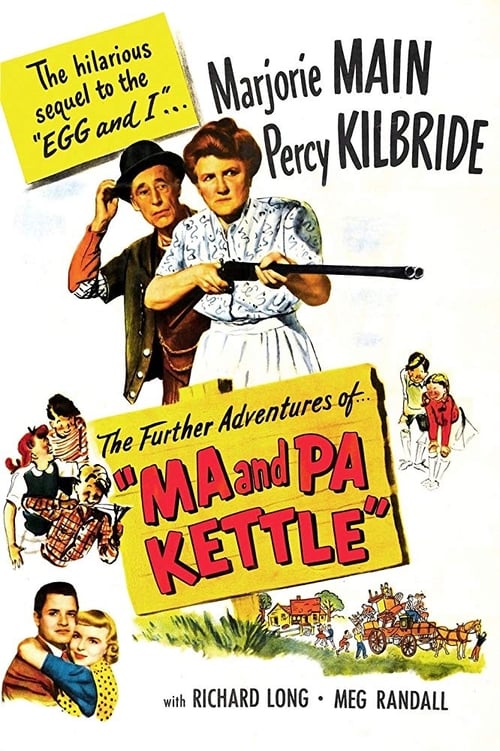 The hilarious
sequel to the
"EGG and I"...
Marjorie MAIN
Percy KILBRIDE
The Further Adventures of...
"MA and PA
KETTLE"
with RICHARD LONG · MEG RANDALL